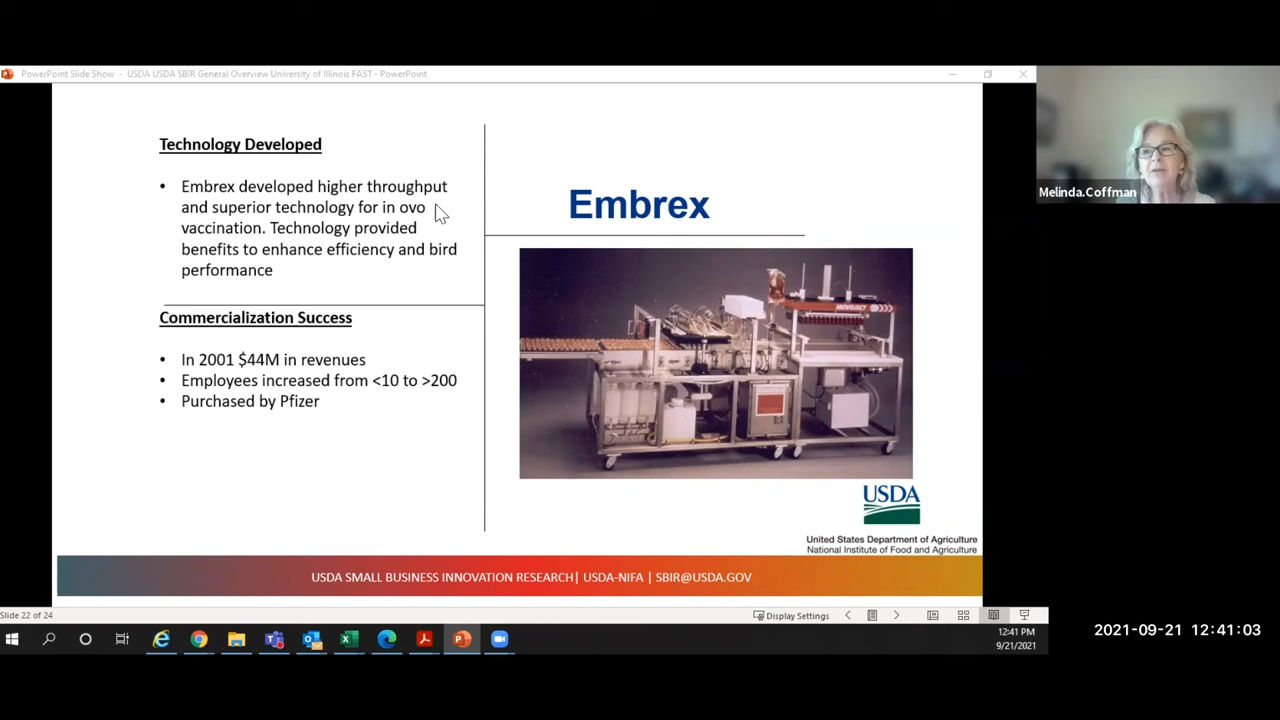 PowerPoint Slide Show - USDA USDA SBIR General Overview University of Illinois FAST - PowerPoint
Technology Developed
• Embrex developed higher throughput
and superior technology for in ovo
vaccination. Technology provided
benefits to enhance efficiency and bird
performance
Commercialization Success
• In 2001 $44M in revenues
• Employees increased from <10 to >200
• Purchased by Pfizer
Embrex
INOVOJECT
USDA
United States Department of Agriculture
National Institute of Food and Agriculture
USDA SMALL BUSINESS INNOVATION RESEARCH| USDA-NIFA | SBIR@USDA.GOV
Melinda.Coffman
Slide 22 of 24
Display Settings
12:41 PM
9/21/2021
2021-09-21 12:41:03